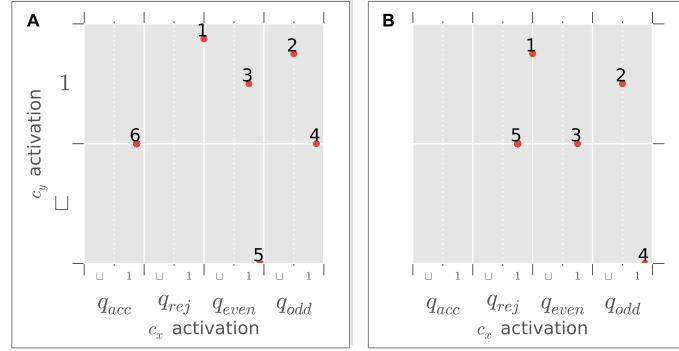 A
1
2
3
4
5
6
1
⊔
c_y activation
⊔ 1 ⊔ 1 ⊔ 1 ⊔ 1
q_acc q_rej q_even q_odd
c_x activation
B
1
2
3
4
5
⊔ 1 ⊔ 1 ⊔ 1 ⊔ 1
q_acc q_rej q_even q_odd
c_x activation